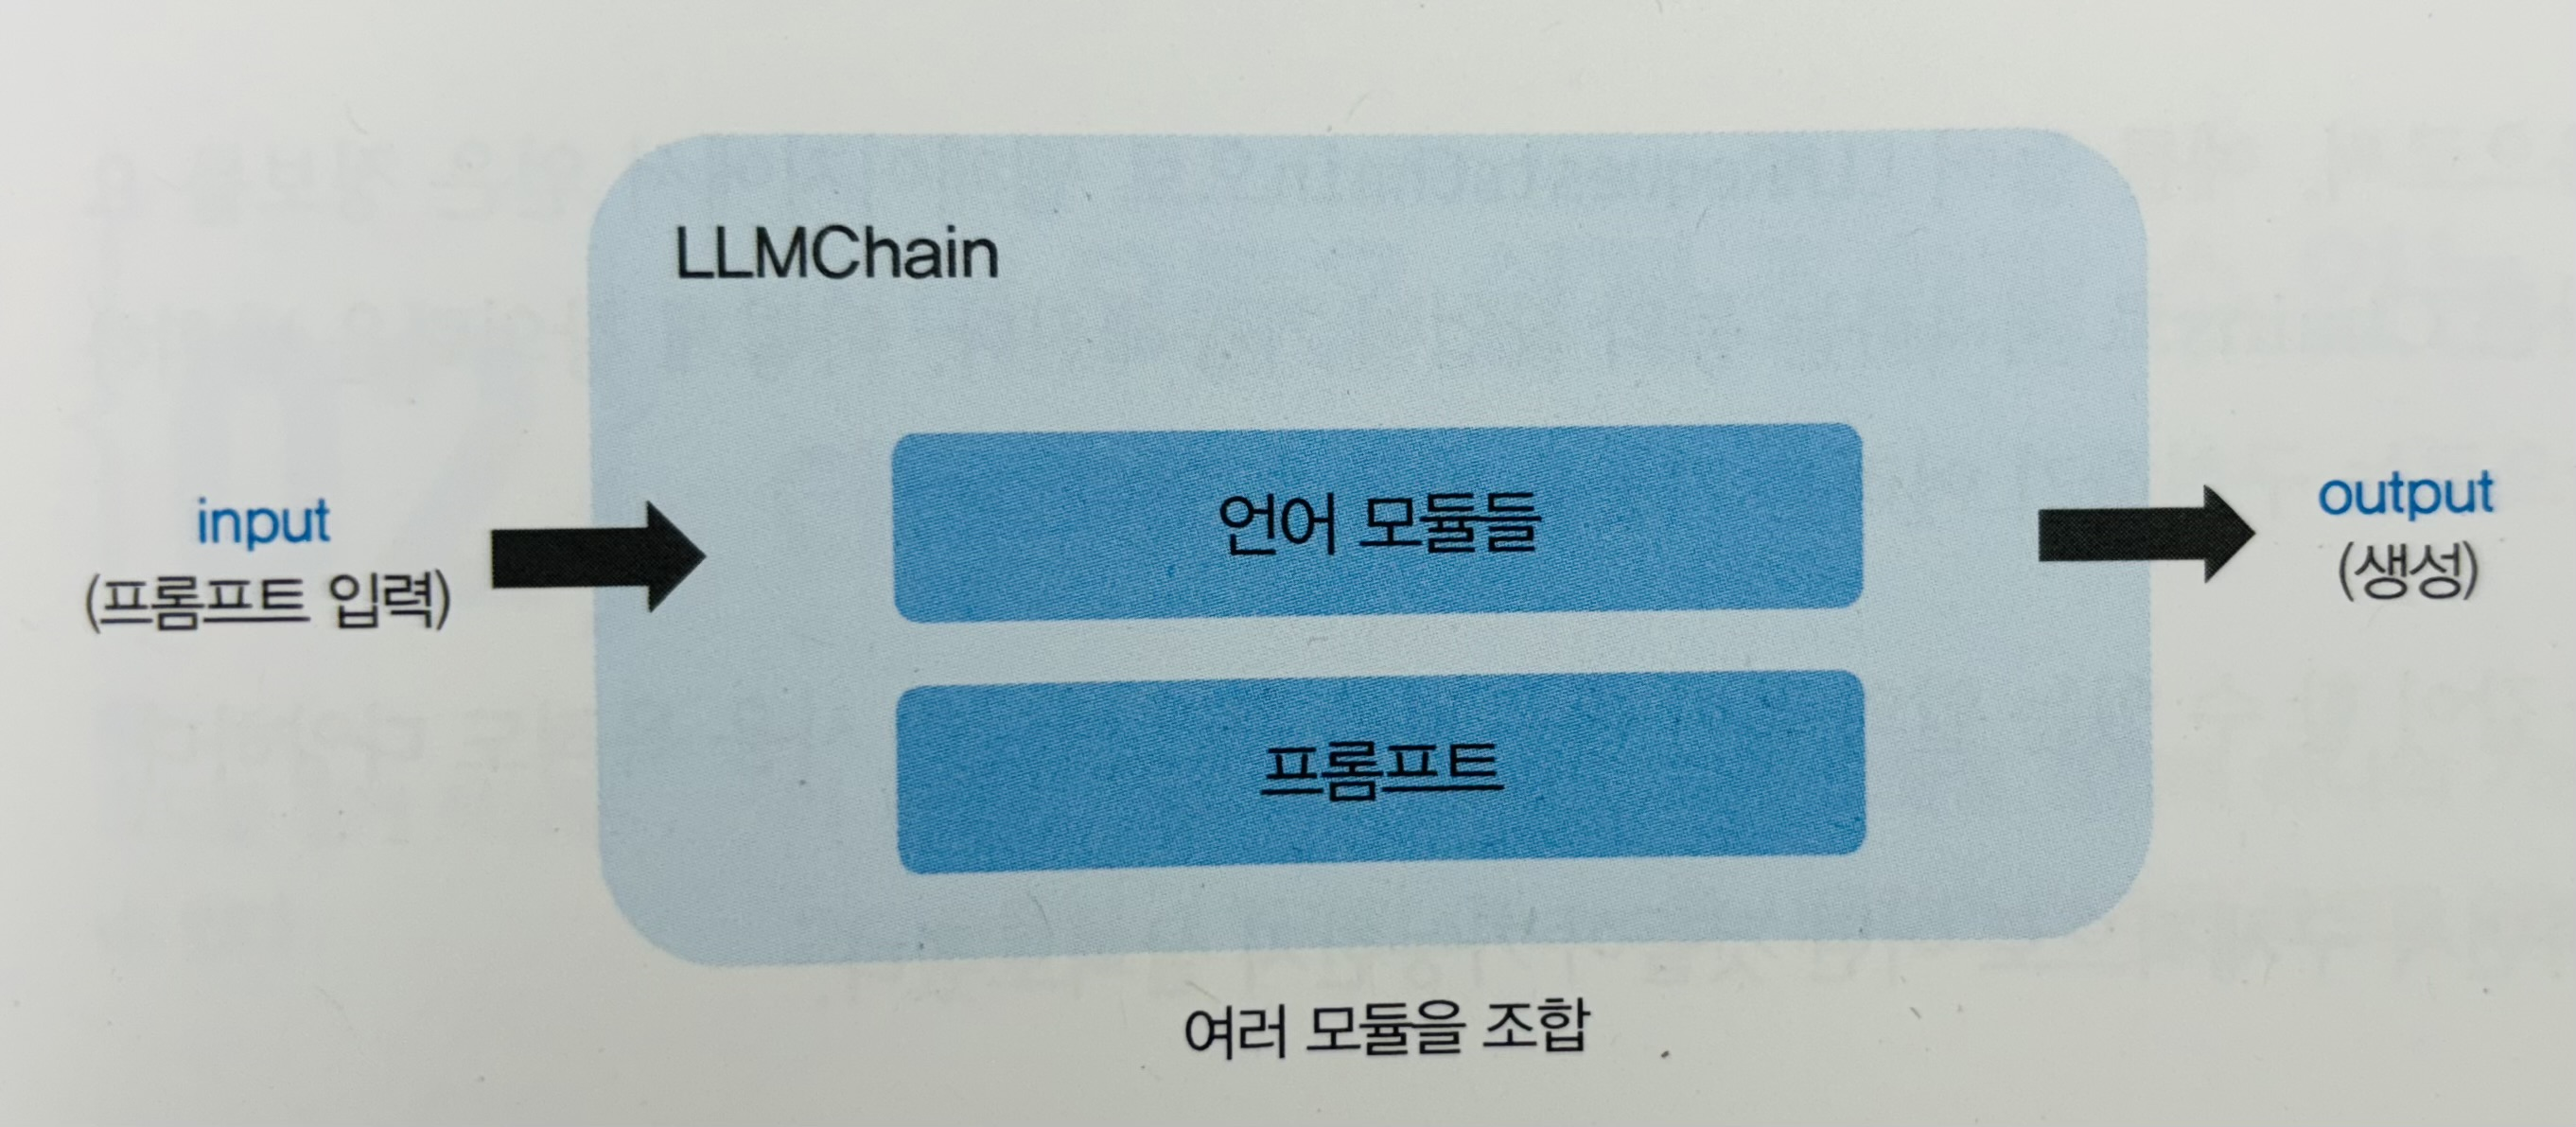 LLMChain
input
(프롬프트 입력)
언어 모듈들
프롬프트
output
(생성)
여러 모듈을 조합